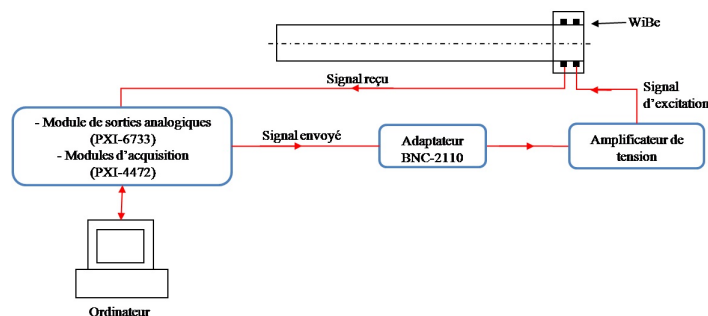 WiBe
Signal reçu
Signal
d'excitation
- Module de sorties analogiques
(PXI-6733)
- Modules d'acquisition
(PXI-4472)
Signal envoyé
Adaptateur
BNC-2110
Amplificateur de
tension
Ordinateur